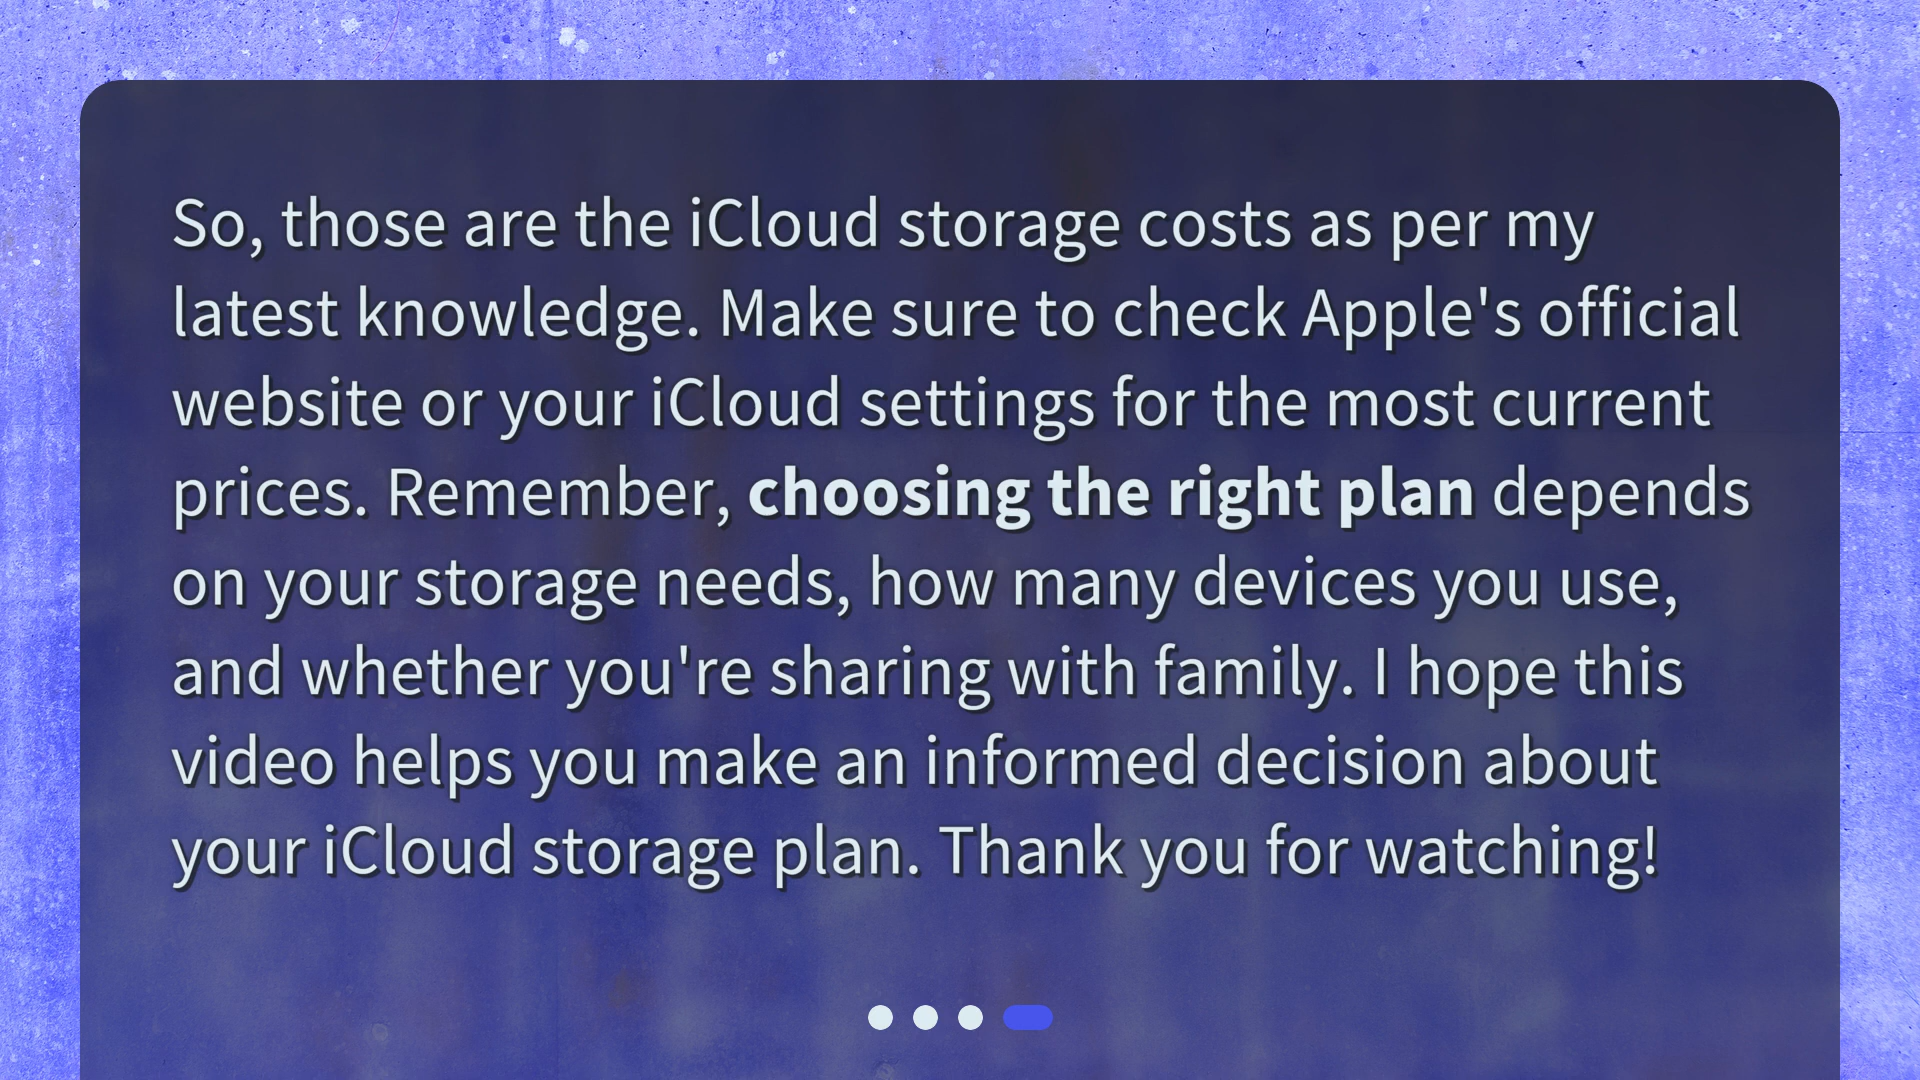 So, those are the iCloud storage costs as per my
latest knowledge. Make sure to check Apple's official
website or your iCloud settings for the most current
prices. Remember, choosing the right plan depends
on your storage needs, how many devices you use,
and whether you're sharing with family. I hope this
video helps you make an informed decision about
your iCloud storage plan. Thank you for watching!